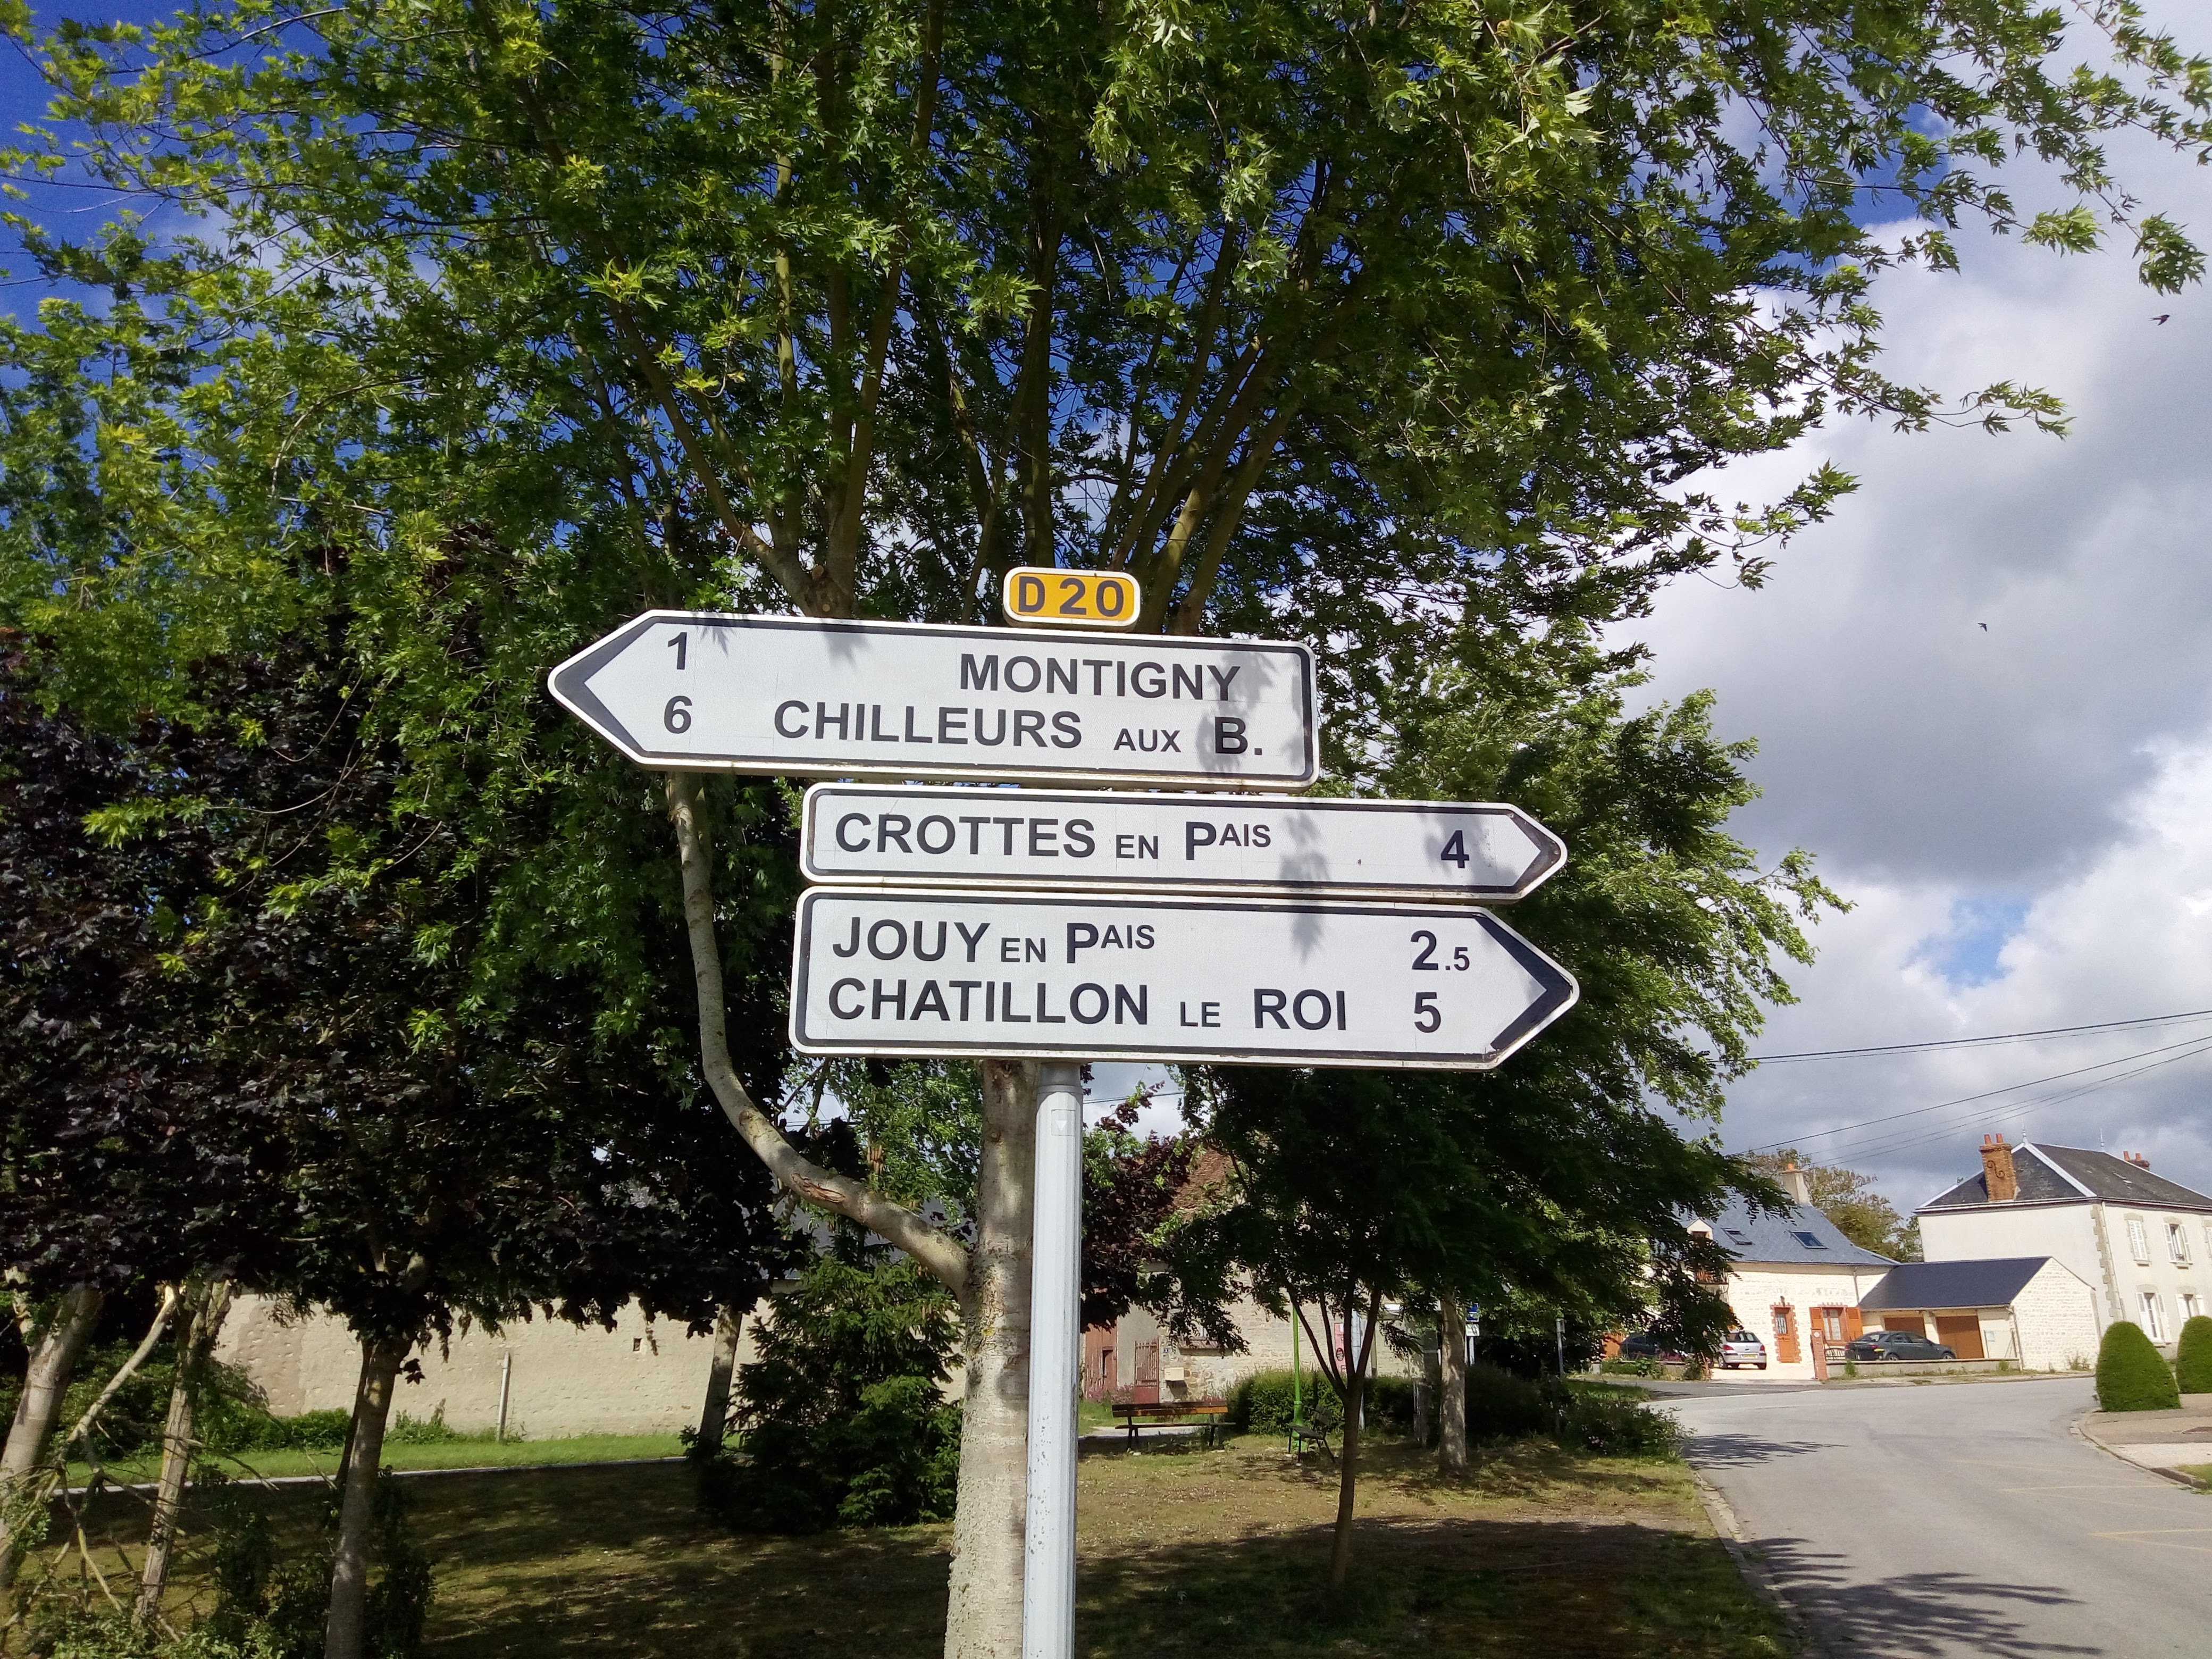 D20
1 MONTIGNY
6 CHILLEURS AUX B.
CROTTES EN PAIS 4
JOUY EN PAIS 2.5
CHATILLON LE ROI 5